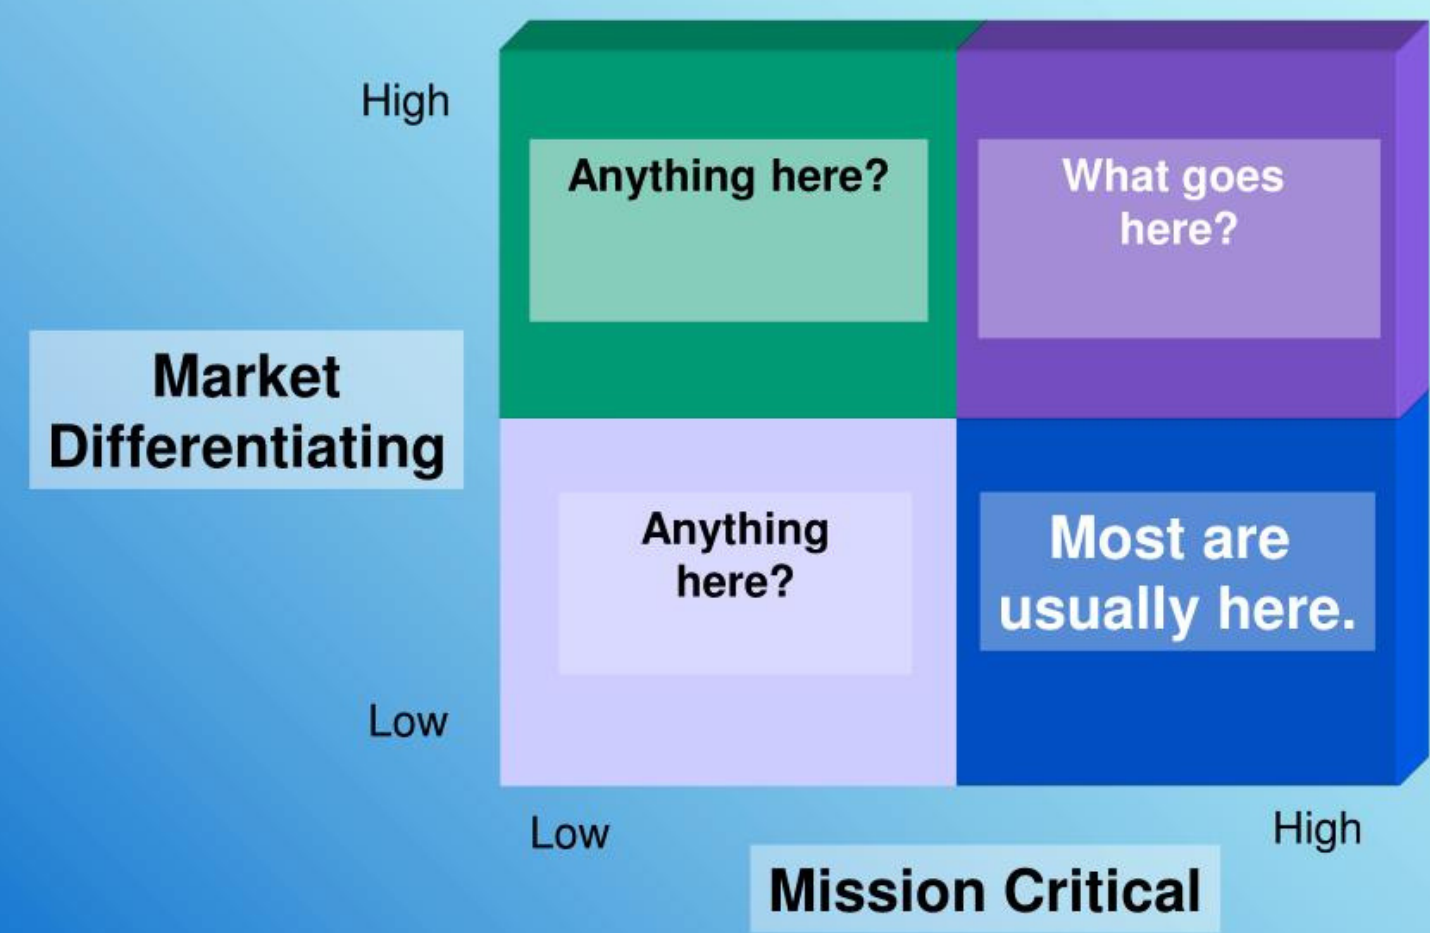 High
Anything here?
What goes
here?
Market
Differentiating
Anything
here?
Most are
usually here.
Low
Low
High
Mission Critical